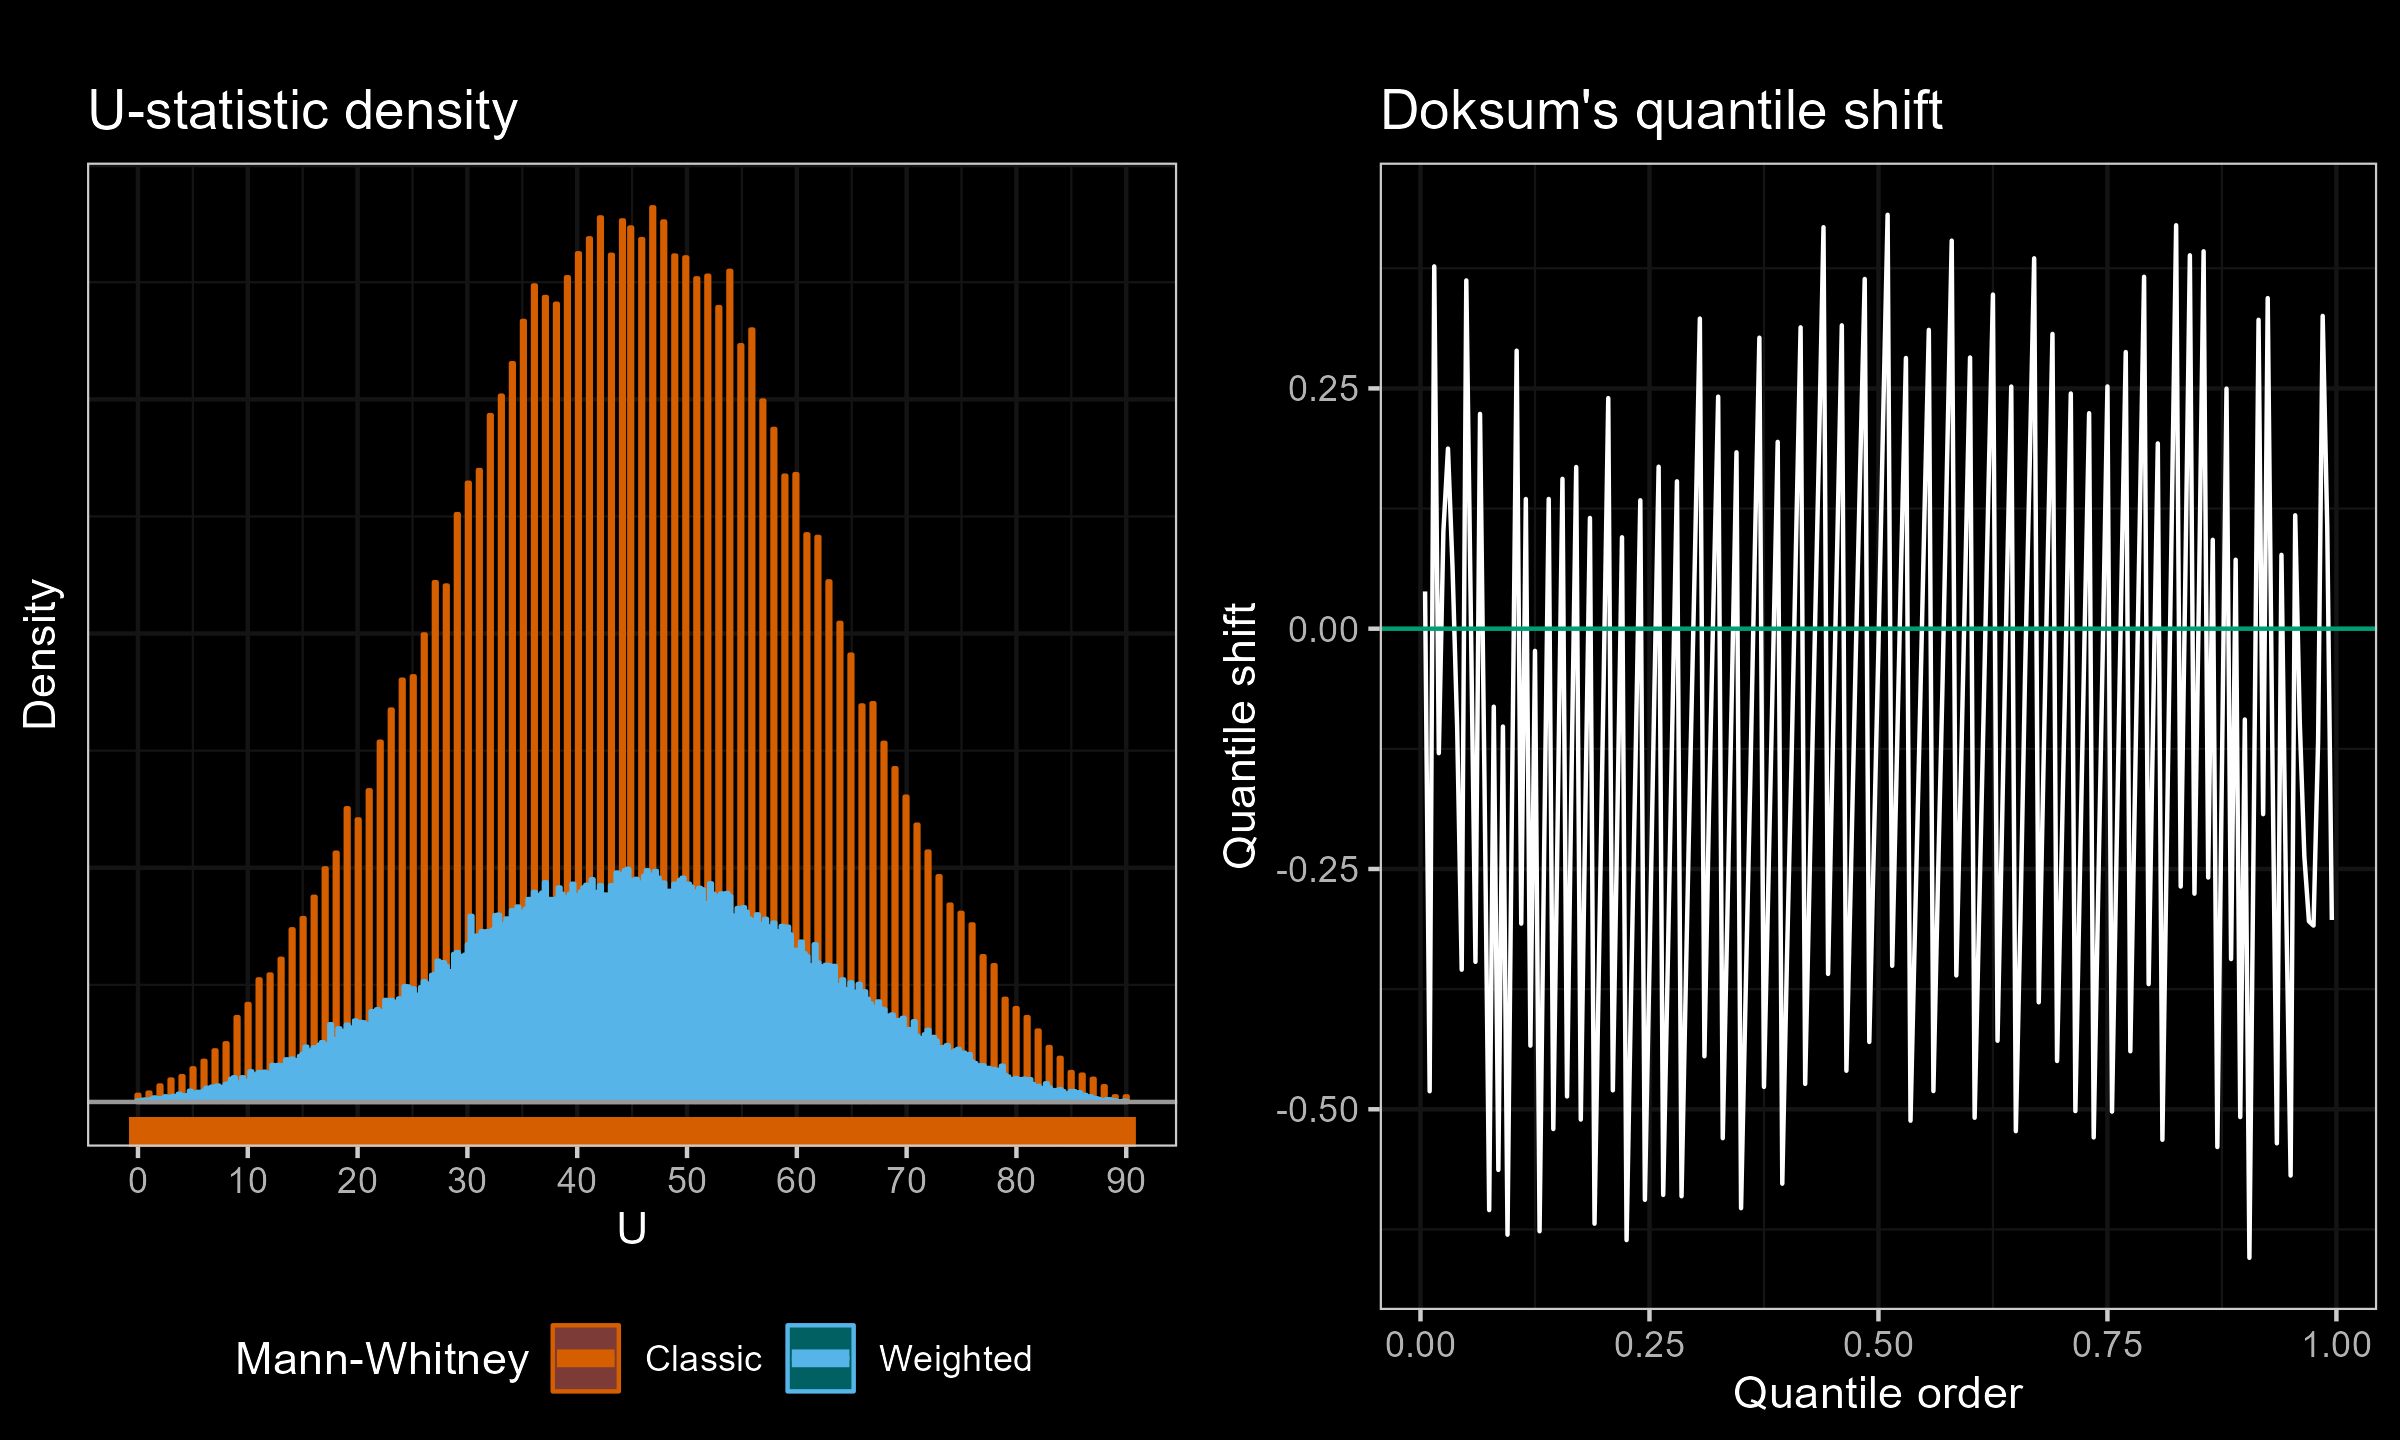 U-statistic density
Density
0 10 20 30 40 50 60 70 80 90
U
Mann-Whitney Classic Weighted
Doksum's quantile shift
Quantile shift
0.25
0.00
-0.25
-0.50
0.00 0.25 0.50 0.75 1.00
Quantile order